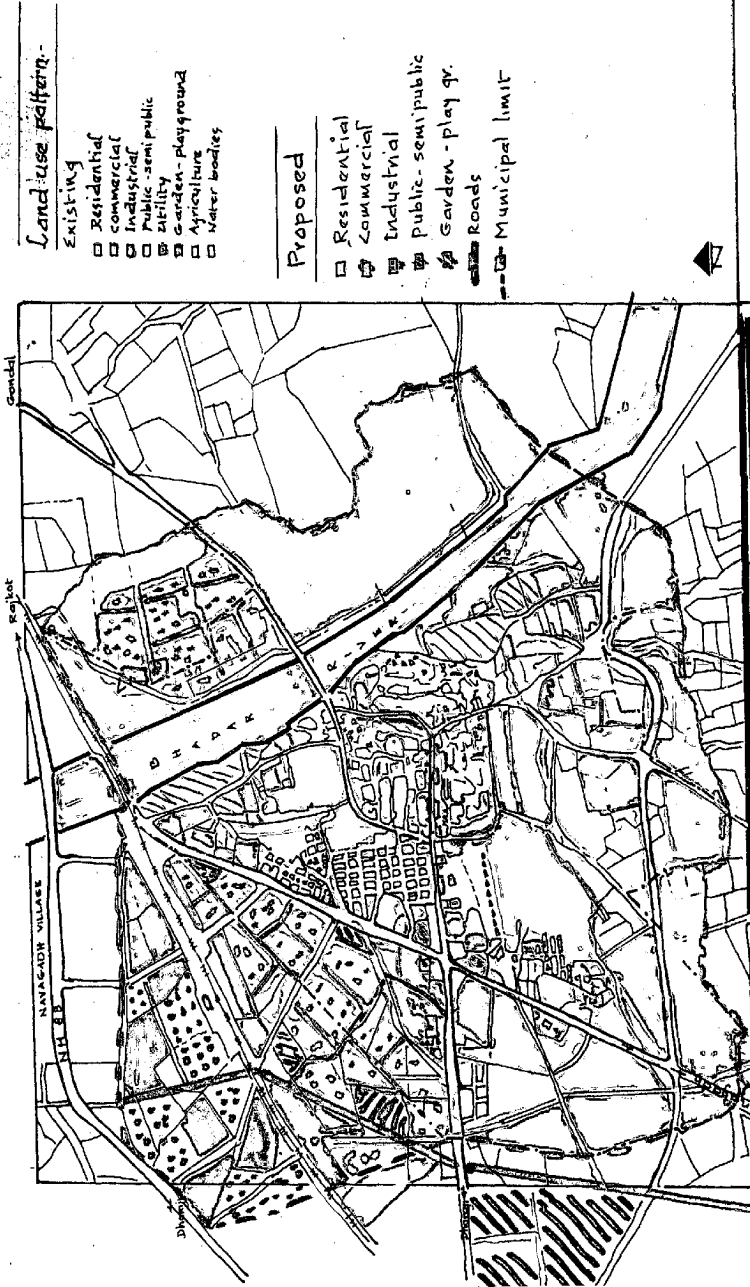 Land use pattern.-
Existing
Residential
Commercial
Industrial
Public-semipublic
Utility
Garden-playground
Agriculture
Water bodies
Proposed
Residential
Commercial
Industrial
public-semipublic
Garden-play gr.
Roads
Municipal limit
Gondal
Rajkot
BHADAR
RIVER
NAVAGADH VILLAGE
NH 8B